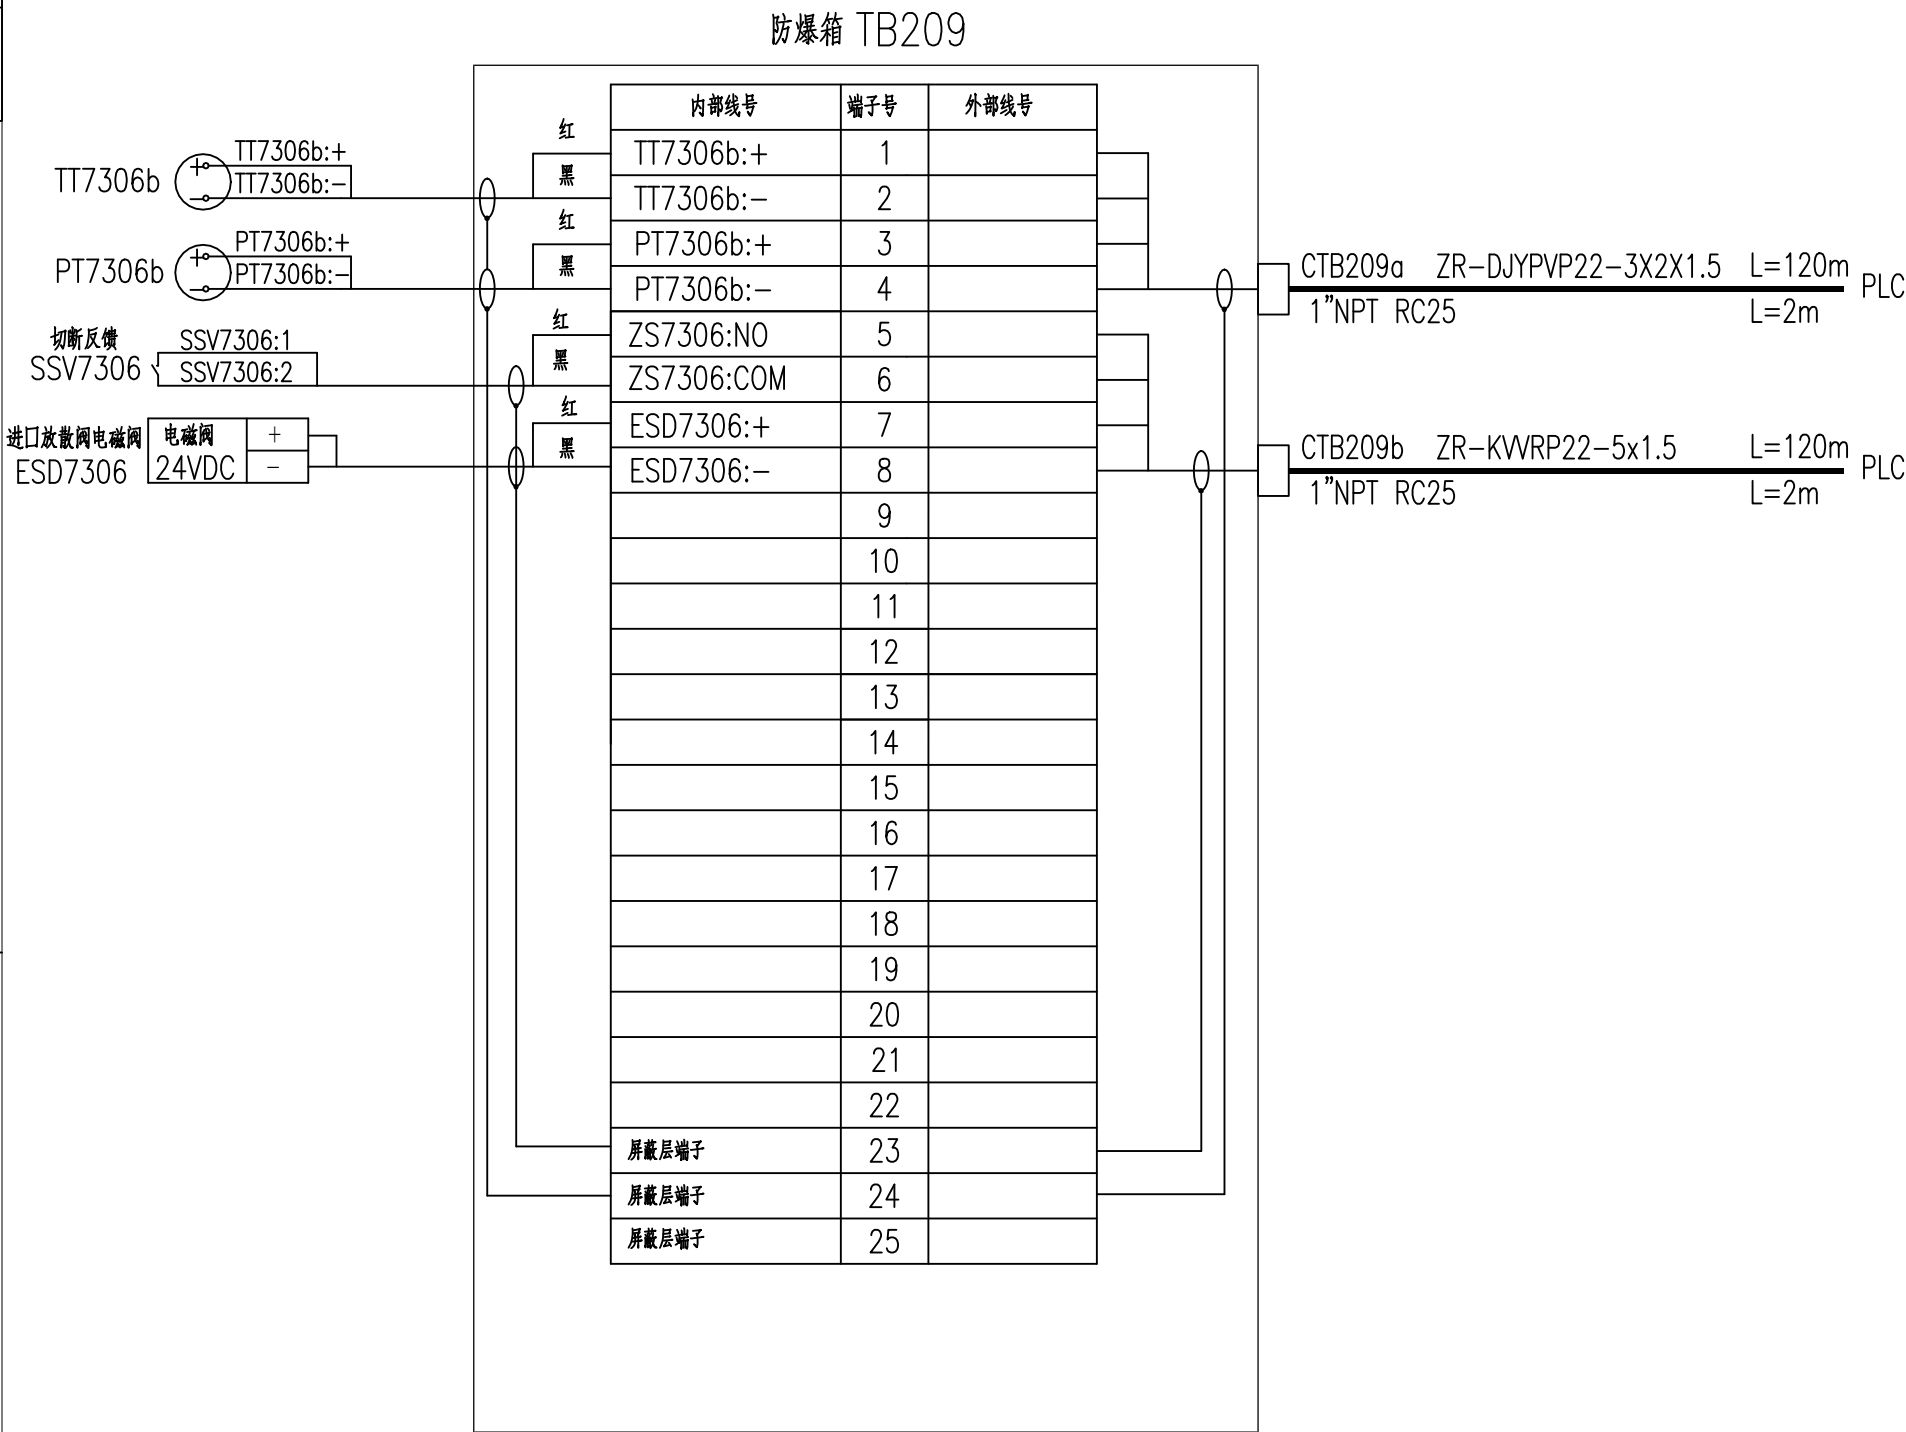 防爆箱 TB209
内部线号 端子号 外部线号
红
TT7306b:+ 1
黑
TT7306b:- 2
红
PT7306b:+ 3
黑
PT7306b:- 4
红
ZS7306:NO 5
黑
ZS7306:COM 6
红
ESD7306:+ 7
黑
ESD7306:- 8
9
10
11
12
13
14
15
16
17
18
19
20
21
22
屏蔽层端子 23
屏蔽层端子 24
屏蔽层端子 25
TT7306b + TT7306b:+
- TT7306b:-
PT7306b + PT7306b:+
- PT7306b:-
切断反馈 SSV7306:1
SSV7306 SSV7306:2
进口放散阀电磁阀 电磁阀 +
ESD7306 24VDC -
CTB209a ZR-DJYPVP22-3X2X1.5 L=120m PLC
1"NPT RC25 L=2m
CTB209b ZR-KVVRP22-5x1.5 L=120m PLC
1"NPT RC25 L=2m